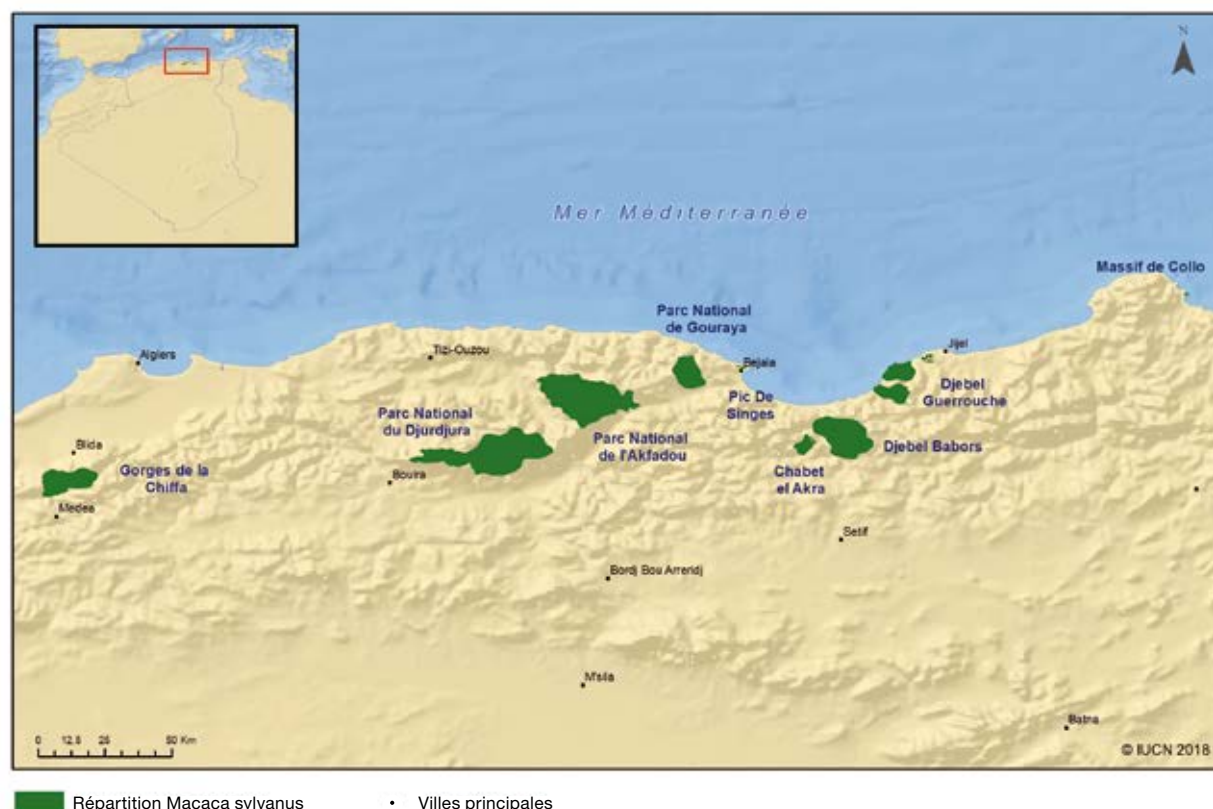 N
Mer Méditerranée
Massif de Collo
Parc National
de Gouraya
Algiers
Tizi-Ouzou
Bejaia
Jijel
Pic De
Singes
Djebel
Guerrouche
Parc National
du Djurdjura
Parc National
de l'Akfadou
Djebel Babors
Chabet
el Akra
Blida
Gorges de la
Chiffa
Bouira
Medea
Setif
Bordj Bou Arreridj
M'sila
Batna
0 12.5 25 50 Km
© IUCN 2018
Répartition Macaca sylvanus
Villes principales